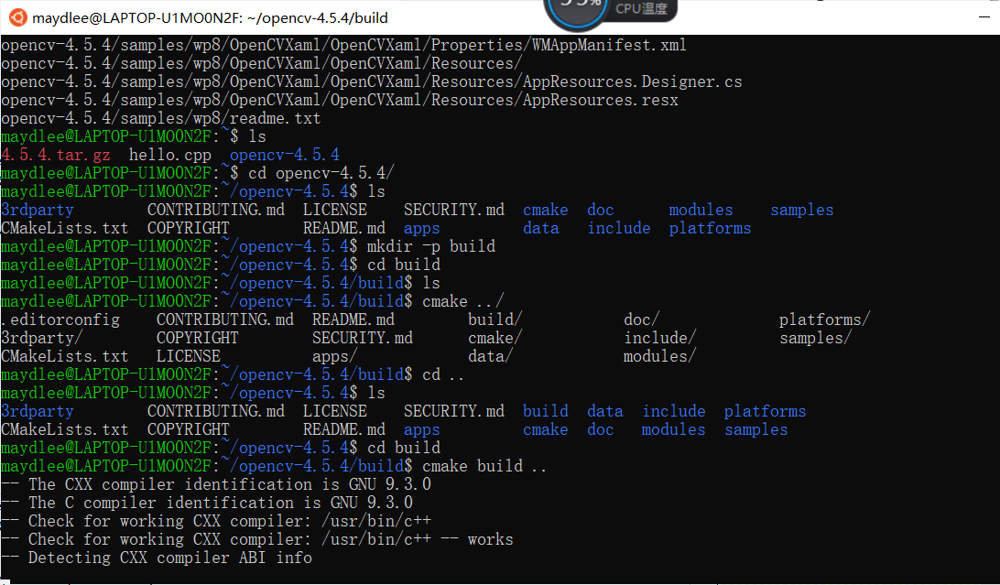 maydlee@LAPTOP-U1MO0N2F: ~/opencv-4.5.4/build
CPU温度
opencv-4.5.4/samples/wp8/OpenCVXaml/OpenCVXaml/Properties/WMAppManifest.xml
opencv-4.5.4/samples/wp8/OpenCVXaml/OpenCVXaml/Resources/
opencv-4.5.4/samples/wp8/OpenCVXaml/OpenCVXaml/Resources/AppResources.Designer.cs
opencv-4.5.4/samples/wp8/OpenCVXaml/OpenCVXaml/Resources/AppResources.resx
opencv-4.5.4/samples/wp8/readme.txt
maydlee@LAPTOP-U1MO0N2F:~$ ls
4.5.4.tar.gz  hello.cpp  opencv-4.5.4
maydlee@LAPTOP-U1MO0N2F:~$ cd opencv-4.5.4/
maydlee@LAPTOP-U1MO0N2F:~/opencv-4.5.4$ ls
3rdparty        CONTRIBUTING.md  LICENSE    SECURITY.md  cmake  doc      modules    samples
CMakeLists.txt  COPYRIGHT        README.md  apps         data   include  platforms
maydlee@LAPTOP-U1MO0N2F:~/opencv-4.5.4$ mkdir -p build
maydlee@LAPTOP-U1MO0N2F:~/opencv-4.5.4$ cd build
maydlee@LAPTOP-U1MO0N2F:~/opencv-4.5.4/build$ ls
maydlee@LAPTOP-U1MO0N2F:~/opencv-4.5.4/build$ cmake ../
.editorconfig    CONTRIBUTING.md  README.md        build/           doc/             platforms/
3rdparty/        COPYRIGHT        SECURITY.md      cmake/           include/         samples/
CMakeLists.txt   LICENSE          apps/            data/            modules/
maydlee@LAPTOP-U1MO0N2F:~/opencv-4.5.4/build$ cd ..
maydlee@LAPTOP-U1MO0N2F:~/opencv-4.5.4$ ls
3rdparty        CONTRIBUTING.md  LICENSE    SECURITY.md  build  data  include  platforms
CMakeLists.txt  COPYRIGHT        README.md  apps         cmake  doc   modules  samples
maydlee@LAPTOP-U1MO0N2F:~/opencv-4.5.4$ cd build
maydlee@LAPTOP-U1MO0N2F:~/opencv-4.5.4/build$ cmake build ..
-- The CXX compiler identification is GNU 9.3.0
-- The C compiler identification is GNU 9.3.0
-- Check for working CXX compiler: /usr/bin/c++
-- Check for working CXX compiler: /usr/bin/c++ -- works
-- Detecting CXX compiler ABI info